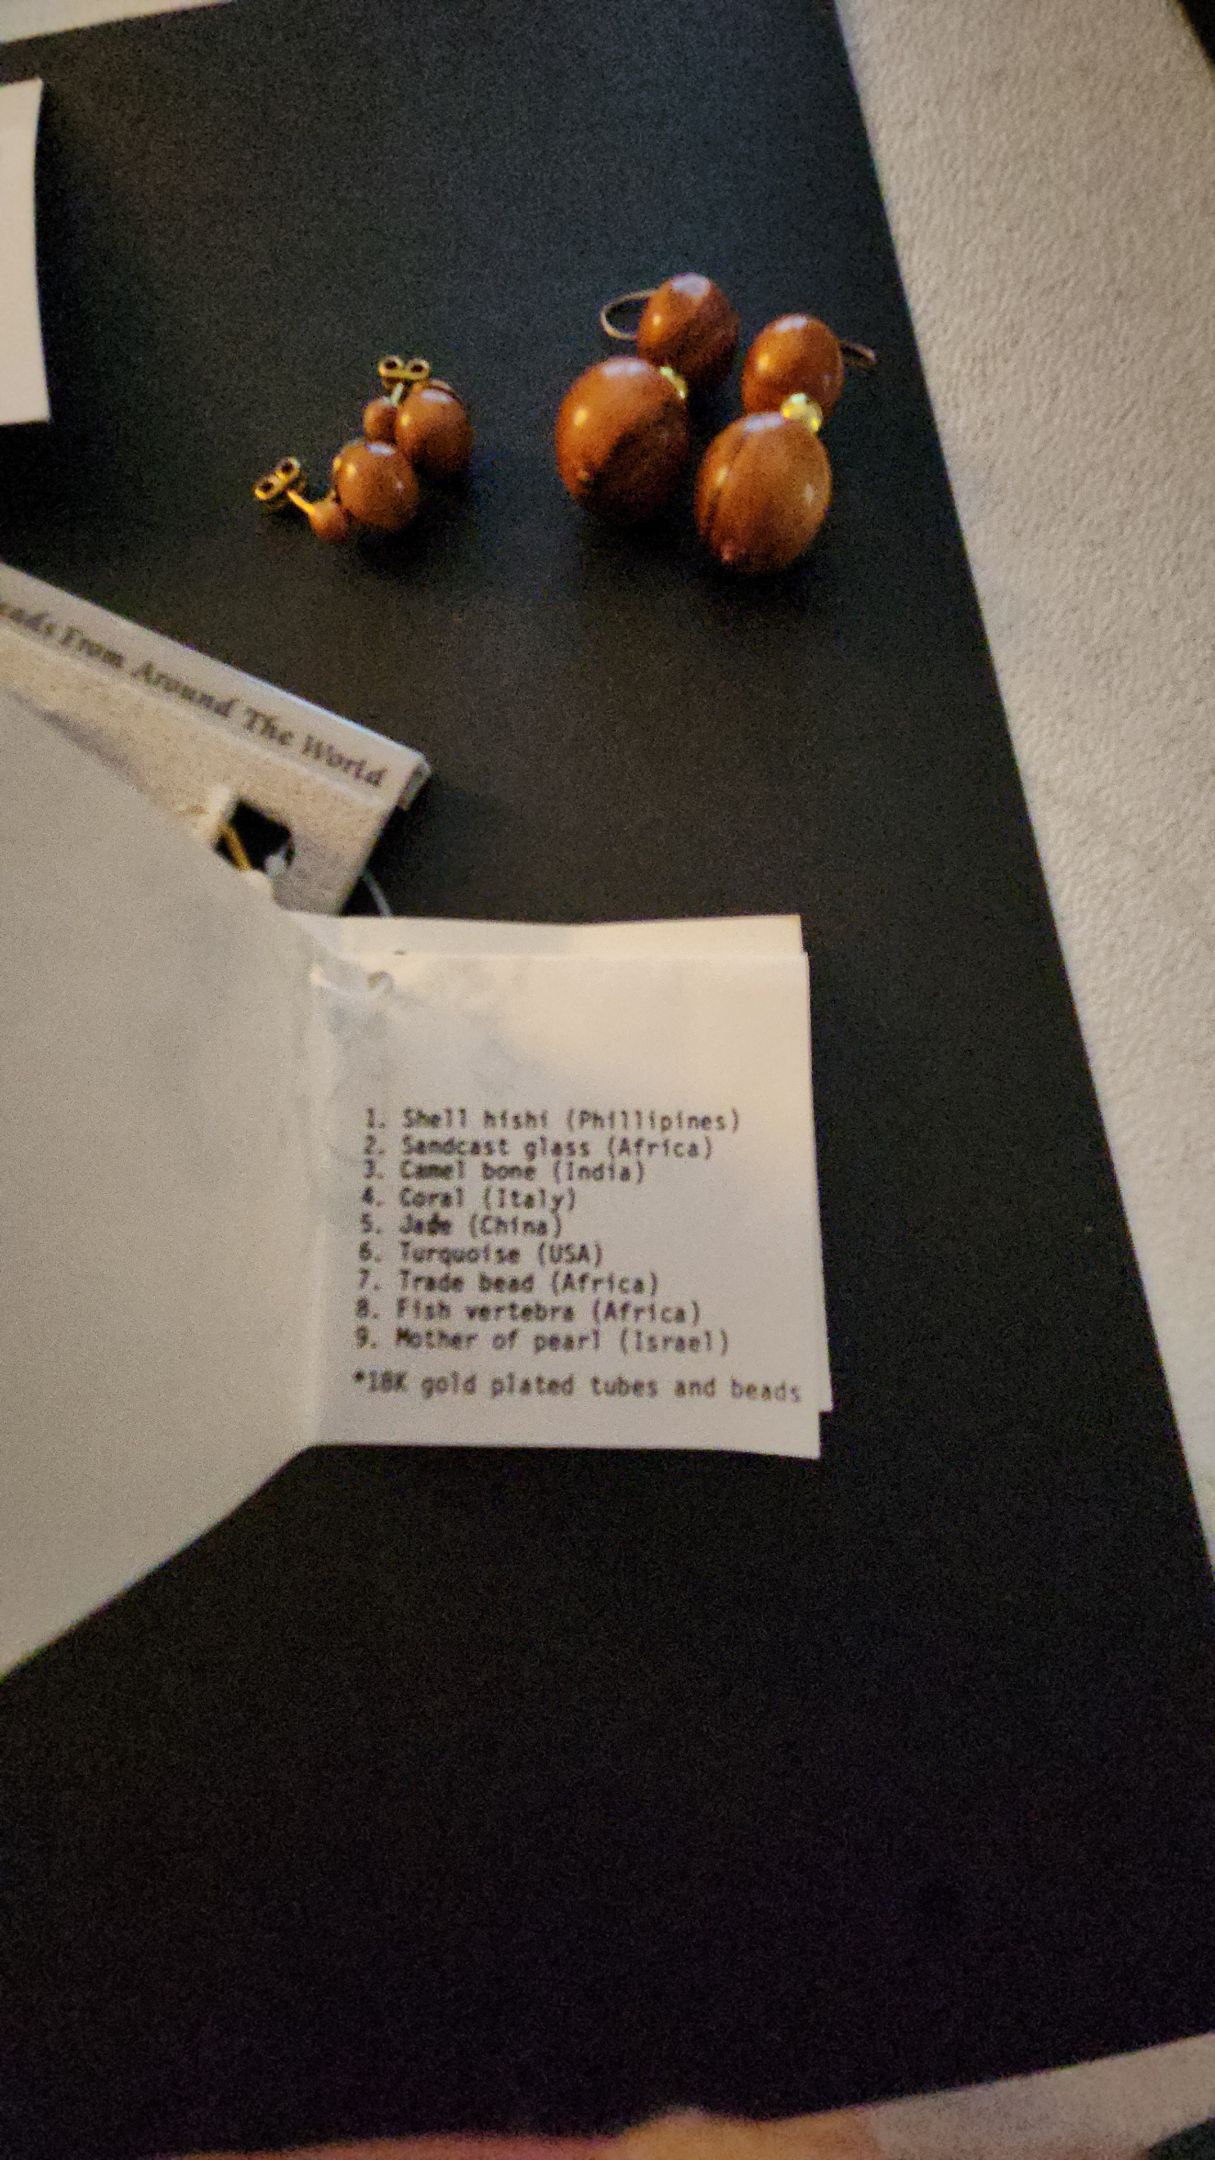 eads From Around The World
1. Shell hishi (Phillipines)
2. Sandcast glass (Africa)
3. Camel bone (India)
4. Coral (Italy)
5. Jade (China)
6. Turquoise (USA)
7. Trade bead (Africa)
8. Fish vertebra (Africa)
9. Mother of pearl (Israel)
*18K gold plated tubes and beads